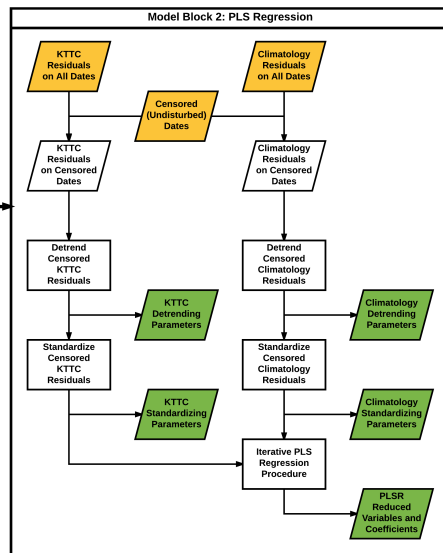 Model Block 2: PLS Regression
KTTC
Residuals
on All Dates
Climatology
Residuals
on All Dates
Censored
(Undisturbed)
Dates
KTTC
Residuals
on Censored
Dates
Climatology
Residuals
on Censored
Dates
Detrend
Censored
KTTC
Residuals
Detrend
Censored
Climatology
Residuals
KTTC
Detrending
Parameters
Climatology
Detrending
Parameters
Standardize
Censored
KTTC
Residuals
Standardize
Censored
Climatology
Residuals
KTTC
Standardizing
Parameters
Climatology
Standardizing
Parameters
Iterative PLS
Regression
Procedure
PLSR
Reduced
Variables and
Coefficients